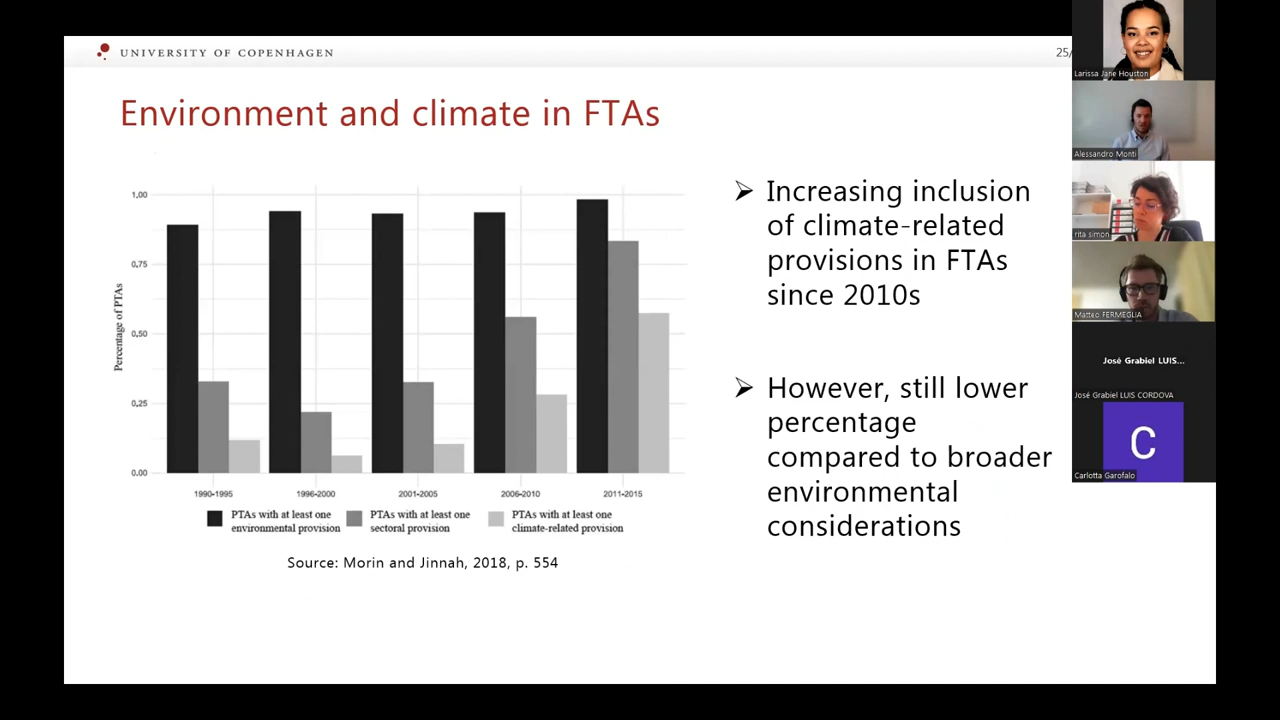 UNIVERSITY OF COPENHAGEN
25/
Environment and climate in FTAs
1,00
0,75
0,50
0,25
0,00
Percentage of PTAs
1990-1995
1996-2000
2001-2005
2006-2010
2011-2015
PTAs with at least one
environmental provision
PTAs with at least one
sectoral provision
PTAs with at least one
climate-related provision
Source: Morin and Jinnah, 2018, p. 554
➢ Increasing inclusion
of climate-related
provisions in FTAs
since 2010s
➢ However, still lower
percentage
compared to broader
environmental
considerations
Larissa Jane Houston
Alessandro Monti
rita simon
Matteo FERMEGLIA
José Grabiel LUIS...
José Grabiel LUIS CORDOVA
C
Carlotta Garofalo